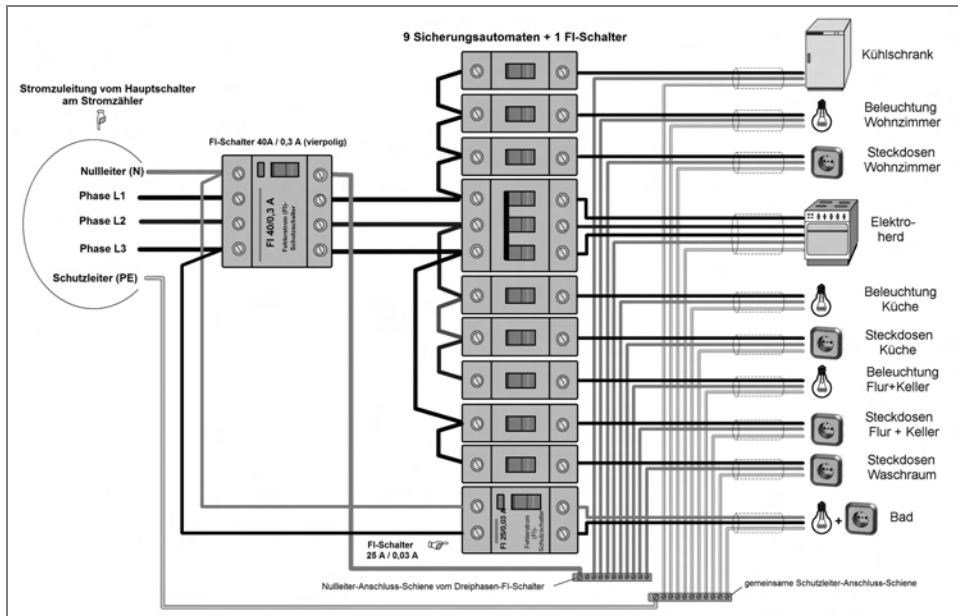 9 Sicherungsautomaten + 1 FI-Schalter
Stromzuleitung vom Hauptschalter
am Stromzähler
FI-Schalter 40A / 0,3 A (vierpolig)
Nullleiter (N)
Phase L1
Phase L2
Phase L3
Schutzleiter (PE)
FI 40/0,3 A
Fehlerstrom (FI)-
Schutzschalter
Kühlschrank
Beleuchtung
Wohnzimmer
Steckdosen
Wohnzimmer
Elektro-
herd
Beleuchtung
Küche
Steckdosen
Küche
Beleuchtung
Flur+Keller
Steckdosen
Flur + Keller
Steckdosen
Waschraum
+
Bad
FI 25/0,03 A
Fehlerstrom
(FI)-
Schutzschalter
FI-Schalter
25 A / 0,03 A
Nullleiter-Anschluss-Schiene vom Dreiphasen-FI-Schalter
gemeinsame Schutzleiter-Anschluss-Schiene